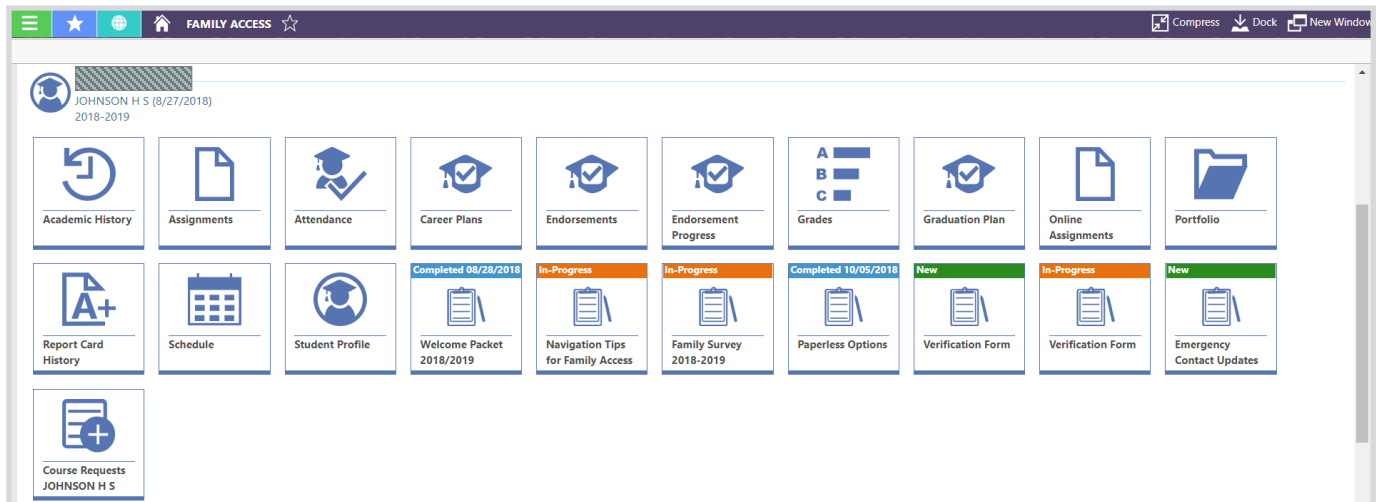 FAMILY ACCESS
Compress
Dock
New Window
JOHNSON H S (8/27/2018)
2018-2019
Academic History
Assignments
Attendance
Career Plans
Endorsements
Endorsement
Progress
A
B
C
Grades
Graduation Plan
Online
Assignments
Portfolio
A+
Report Card
History
Schedule
Student Profile
Completed 08/28/2018
Welcome Packet
2018/2019
In-Progress
Navigation Tips
for Family Access
In-Progress
Family Survey
2018-2019
Completed 10/05/2018
Paperless Options
New
Verification Form
In-Progress
Verification Form
New
Emergency
Contact Updates
Course Requests
JOHNSON H S